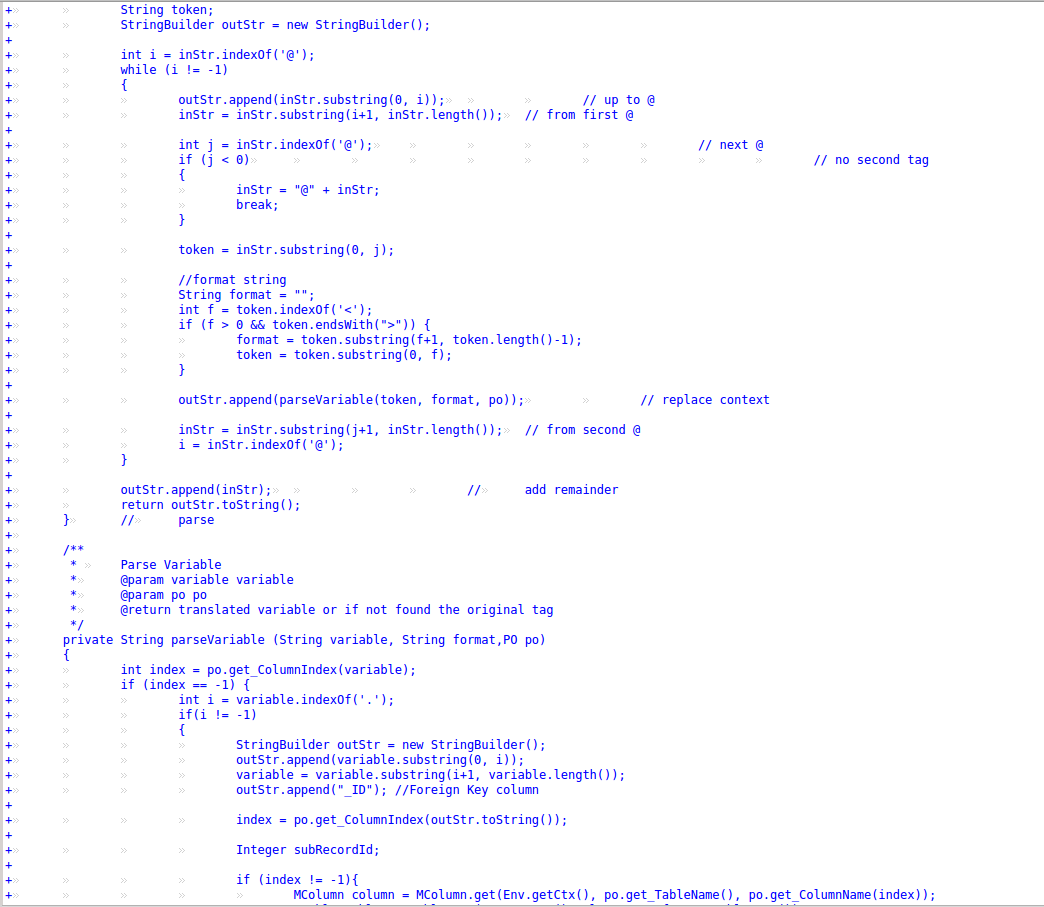 +» » String token;
+» » StringBuilder outStr = new StringBuilder();
+
+» » int i = inStr.indexOf('@');
+» » while (i != -1)
+» » {
+» » » outStr.append(inStr.substring(0, i));» » » // up to @
+» » » inStr = inStr.substring(i+1, inStr.length());» // from first @
+
+» » » int j = inStr.indexOf('@');» » » » » » // next @
+» » » if (j < 0)» » » » » » » » » » // no second tag
+» » » {
+» » » » inStr = "@" + inStr;
+» » » » break;
+» » » }
+
+» » » token = inStr.substring(0, j);
+
+» » » //format string
+» » » String format = "";
+» » » int f = token.indexOf('<');
+» » » if (f > 0 && token.endsWith(">")) {
+» » » » format = token.substring(f+1, token.length()-1);
+» » » » token = token.substring(0, f);
+» » » }
+
+» » » outStr.append(parseVariable(token, format, po));» » // replace context
+
+» » » inStr = inStr.substring(j+1, inStr.length());» // from second @
+» » » i = inStr.indexOf('@');
+» » }
+
+» » outStr.append(inStr);» » » » //» add remainder
+» » return outStr.toString();
+» }» //» parse
+»
+» /**
+» * » Parse Variable
+» *» @param variable variable
+» *» @param po po
+» *» @return translated variable or if not found the original tag
+» */
+» private String parseVariable (String variable, String format,PO po)
+» {
+» » int index = po.get_ColumnIndex(variable);
+» » if (index == -1) {
+» » » int i = variable.indexOf('.');
+» » » if(i != -1)
+» » » {
+» » » » StringBuilder outStr = new StringBuilder();
+» » » » outStr.append(variable.substring(0, i));
+» » » » variable = variable.substring(i+1, variable.length());
+» » » » outStr.append("_ID"); //Foreign Key column
+
+» » » » index = po.get_ColumnIndex(outStr.toString());
+
+» » » » Integer subRecordId;
+
+» » » » if (index != -1){
+» » » » » MColumn column = MColumn.get(Env.getCtx(), po.get_TableName(), po.get_ColumnName(index));